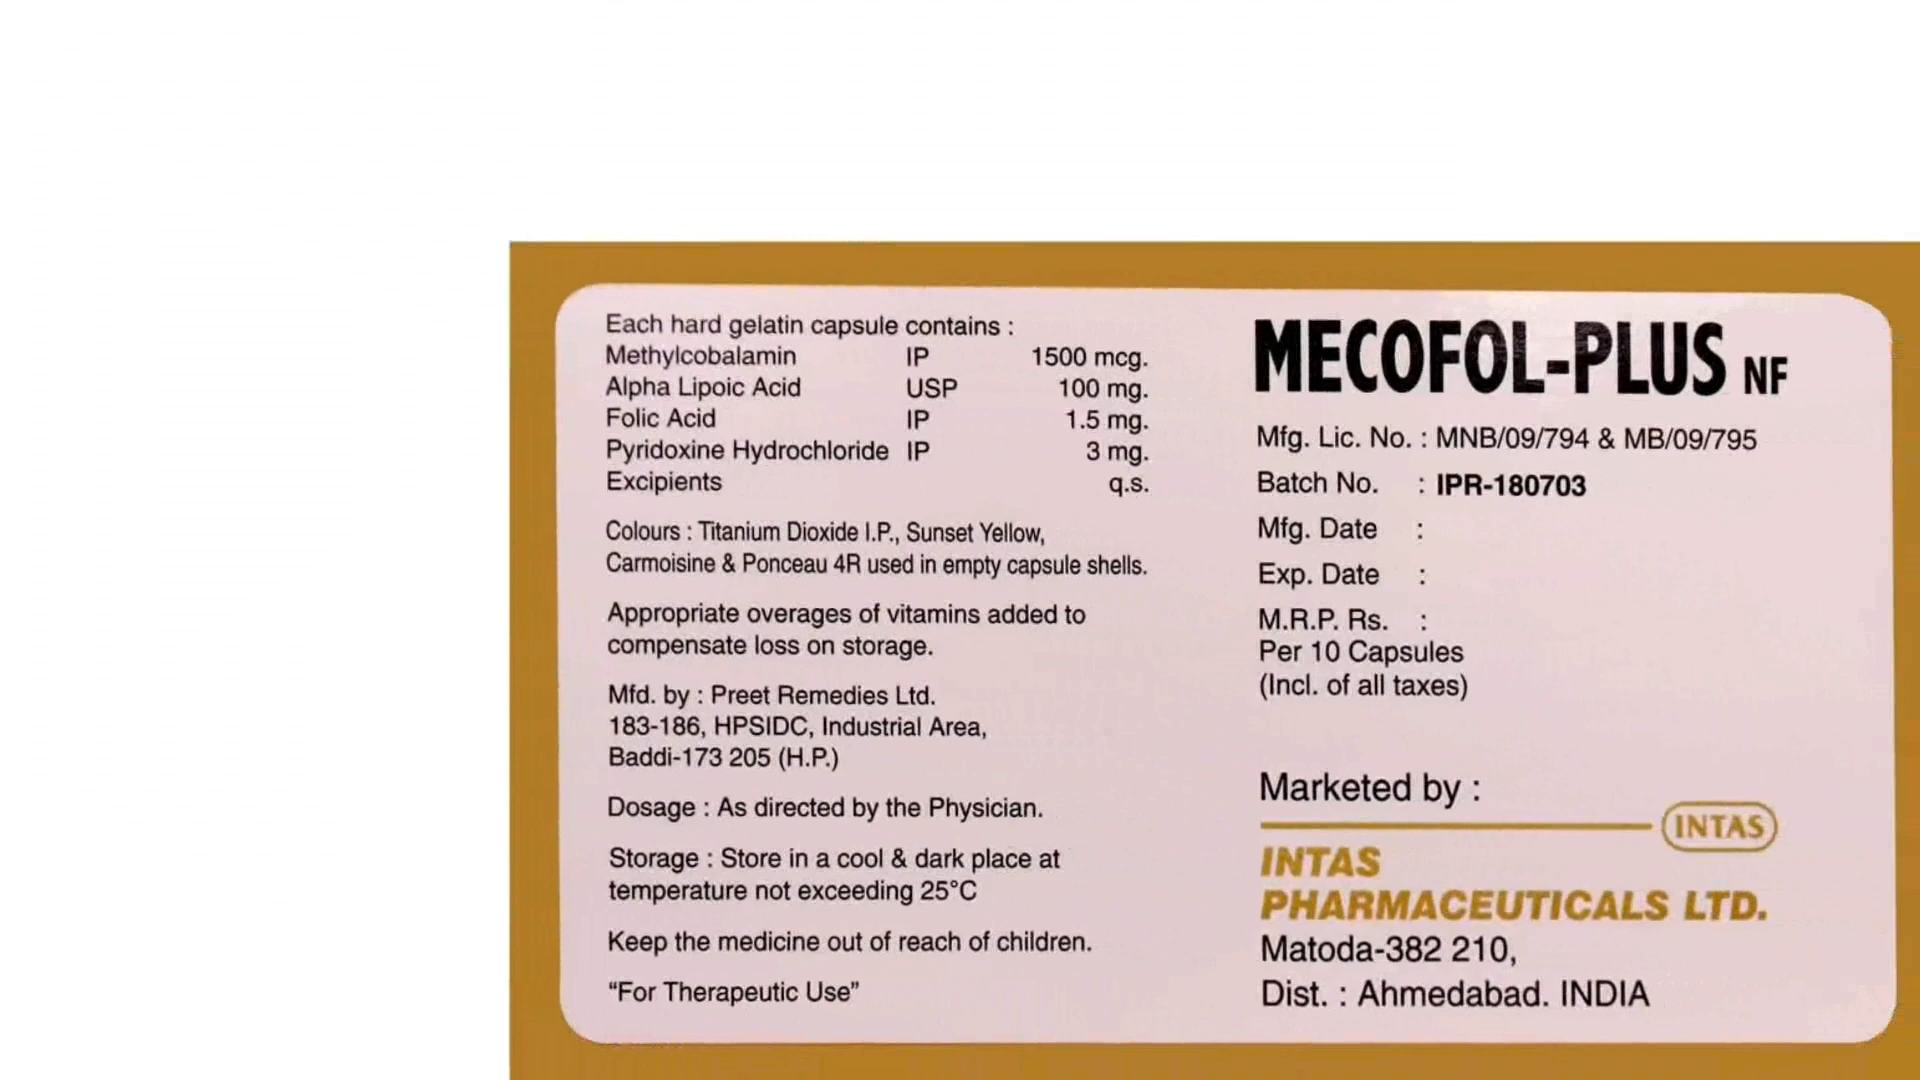 Each hard gelatin capsule contains :
Methylcobalamin IP 1500 mcg.
Alpha Lipoic Acid USP 100 mg.
Folic Acid IP 1.5 mg.
Pyridoxine Hydrochloride IP 3 mg.
Excipients q.s.
Colours : Titanium Dioxide I.P., Sunset Yellow,
Carmoisine & Ponceau 4R used in empty capsule shells.
Appropriate overages of vitamins added to
compensate loss on storage.
Mfd. by : Preet Remedies Ltd.
183-186, HPSIDC, Industrial Area,
Baddi-173 205 (H.P.)
Dosage : As directed by the Physician.
Storage : Store in a cool & dark place at
temperature not exceeding 25°C
Keep the medicine out of reach of children.
“For Therapeutic Use”
MECOFOL-PLUS NF
Mfg. Lic. No. : MNB/09/794 & MB/09/795
Batch No. : IPR-180703
Mfg. Date :
Exp. Date :
M.R.P. Rs. :
Per 10 Capsules
(Incl. of all taxes)
Marketed by :
INTAS
INTAS
PHARMACEUTICALS LTD.
Matoda-382 210,
Dist. : Ahmedabad. INDIA